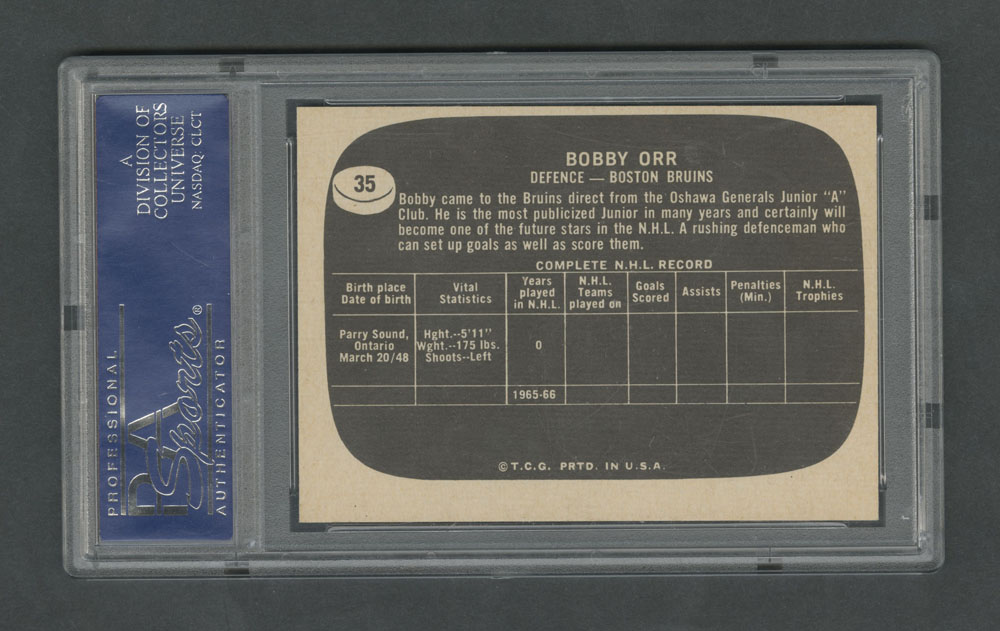 A
DIVISION OF
COLLECTORS
UNIVERSE
NASDAQ: CLCT
PROFESSIONAL
PSA
Sports®
AUTHENTICATOR
BOBBY ORR
DEFENCE — BOSTON BRUINS
35
Bobby came to the Bruins direct from the Oshawa Generals Junior "A"
Club. He is the most publicized Junior in many years and certainly will
become one of the future stars in the N.H.L. A rushing defenceman who
can set up goals as well as score them.
COMPLETE N.H.L. RECORD
Birth place
Date of birth
Vital
Statistics
Years
played
in N.H.L.
N.H.L.
Teams
played on
Goals
Scored
Assists
Penalties
(Min.)
N.H.L.
Trophies
Parry Sound,
Ontario
March 20/48
Hght.--5'11"
Wght.--175 lbs.
Shoots--Left
0
1965-66
© T.C.G. PRTD. IN U.S.A.